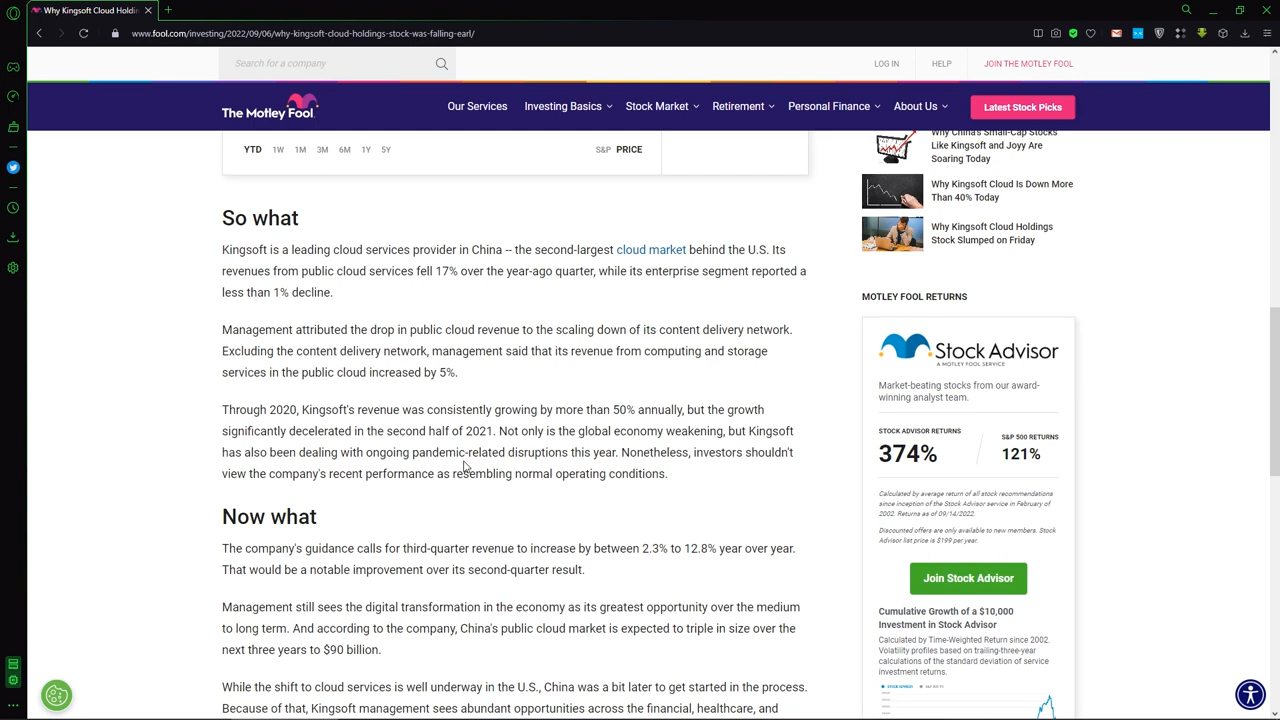 Why Kingsoft Cloud Holdin
www.fool.com/investing/2022/09/06/why-kingsoft-cloud-holdings-stock-was-falling-earl/
Search for a company
LOG IN
HELP
JOIN THE MOTLEY FOOL
The Motley Fool
Our Services
Investing Basics
Stock Market
Retirement
Personal Finance
About Us
Latest Stock Picks
YTD 1W 1M 3M 6M 1Y 5Y
S&P PRICE
So what
Kingsoft is a leading cloud services provider in China -- the second-largest cloud market behind the U.S. Its
revenues from public cloud services fell 17% over the year-ago quarter, while its enterprise segment reported a
less than 1% decline.
Management attributed the drop in public cloud revenue to the scaling down of its content delivery network.
Excluding the content delivery network, management said that its revenue from computing and storage
services in the public cloud increased by 5%.
Through 2020, Kingsoft's revenue was consistently growing by more than 50% annually, but the growth
significantly decelerated in the second half of 2021. Not only is the global economy weakening, but Kingsoft
has also been dealing with ongoing pandemic-related disruptions this year. Nonetheless, investors shouldn't
view the company's recent performance as resembling normal operating conditions.
Now what
The company's guidance calls for third-quarter revenue to increase by between 2.3% to 12.8% year over year.
That would be a notable improvement over its second-quarter result.
Management still sees the digital transformation in the economy as its greatest opportunity over the medium
to long term. And according to the company, China's public cloud market is expected to triple in size over the
next three years to $90 billion.
While the shift to cloud services is well underway in the U.S., China was a bit later to get started in the process.
Because of that, Kingsoft management sees abundant opportunities across the financial, healthcare, and
Why China's Small-Cap Stocks
Like Kingsoft and Joyy Are
Soaring Today
Why Kingsoft Cloud Is Down More
Than 40% Today
Why Kingsoft Cloud Holdings
Stock Slumped on Friday
MOTLEY FOOL RETURNS
Stock Advisor
A MOTLEY FOOL SERVICE
Market-beating stocks from our award-
winning analyst team.
STOCK ADVISOR RETURNS
374%
S&P 500 RETURNS
121%
Calculated by average return of all stock recommendations
since inception of the Stock Advisor service in February of
2002. Returns as of 09/14/2022.
Discounted offers are only available to new members. Stock
Advisor list price is $199 per year.
Join Stock Advisor
Cumulative Growth of a $10,000
Investment in Stock Advisor
Calculated by Time-Weighted Return since 2002.
Volatility profiles based on trailing-three-year
calculations of the standard deviation of service
investment returns.